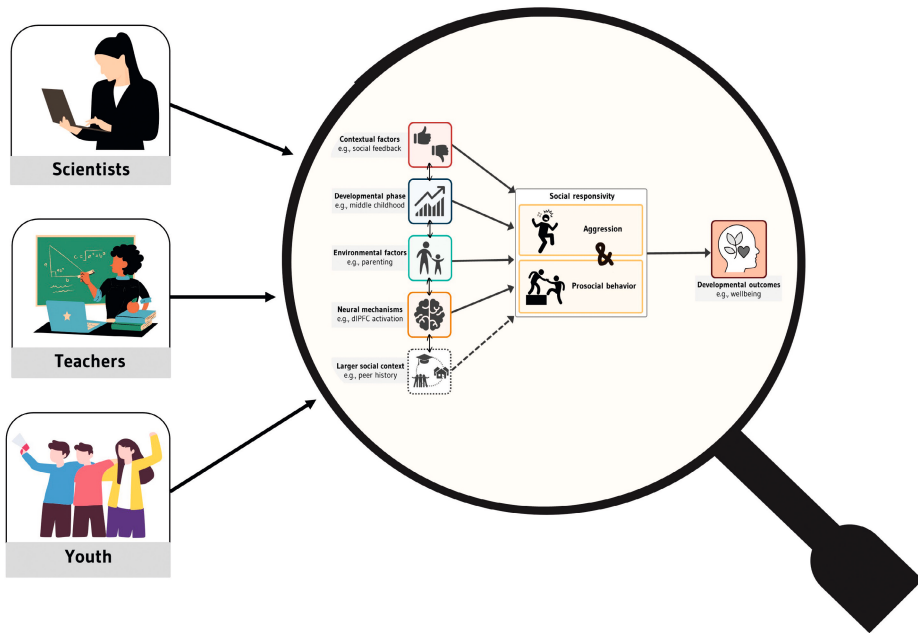 Scientists
Teachers
Youth
Contextual factors
e.g., social feedback
Developmental phase
e.g., middle childhood
Environmental factors
e.g., parenting
Neural mechanisms
e.g., dlPFC activation
Larger social context
e.g., peer history
Social responsivity
Aggression
&
Prosocial behavior
Developmental outcomes
e.g., wellbeing